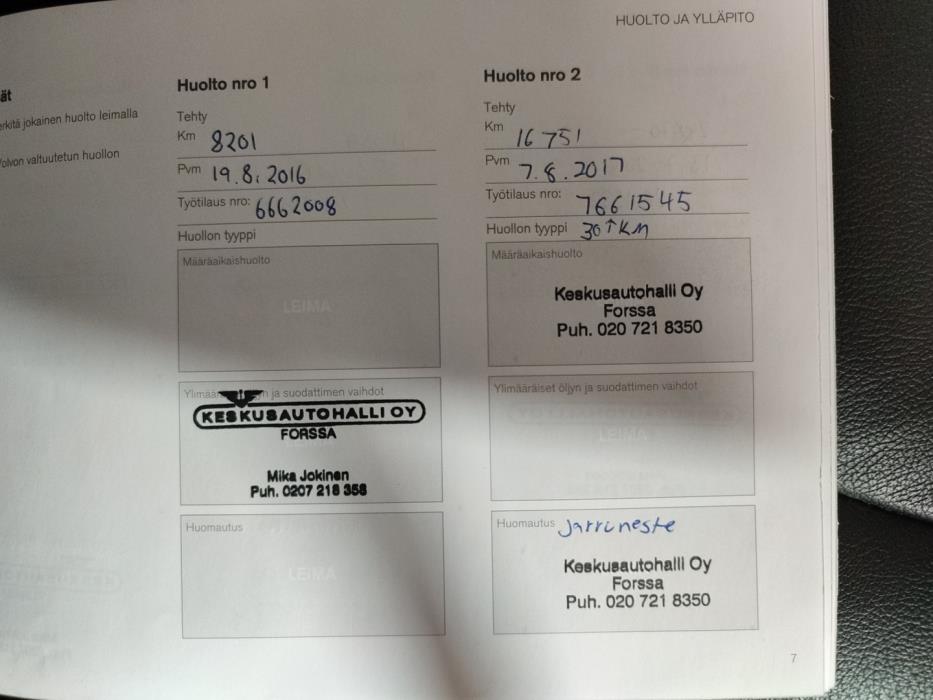 HUOLTO JA YLLÄPITO
ät
erkitä jokainen huolto leimalla
Volvon valtuutetun huollon
Huolto nro 1
Tehty
Km 8201
Pvm 19.8.2016
Työtilaus nro: 6662008
Huollon tyyppi
Määräaikaishuolto
LEIMA
Ylimäär n ja suodattimen vaihdot
KESKUSAUTOHALLI OY
FORSSA
Mika Jokinen
Puh. 0207 218 358
Huomautus
LEIMA
Huolto nro 2
Tehty
Km 16 751
Pvm 7.8.2017
Työtilaus nro: 7661545
Huollon tyyppi 30TKM
Määräaikaishuolto
Keskusautohalli Oy
Forssa
Puh. 020 721 8350
Ylimääräiset öljyn ja suodattimen vaihdot
LEIMA
Huomautus Jarruneste
Keskusautohalli Oy
Forssa
Puh. 020 721 8350
7